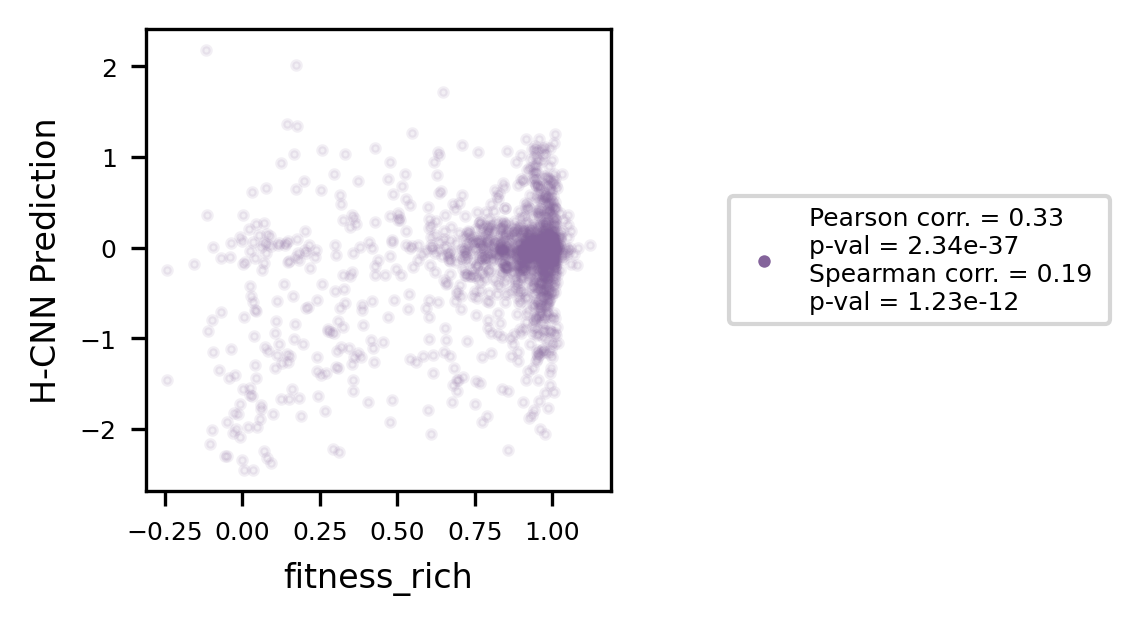 H-CNN Prediction
2
1
0
−1
−2
−0.25 0.00 0.25 0.50 0.75 1.00
fitness_rich
Pearson corr. = 0.33
p-val = 2.34e-37
Spearman corr. = 0.19
p-val = 1.23e-12